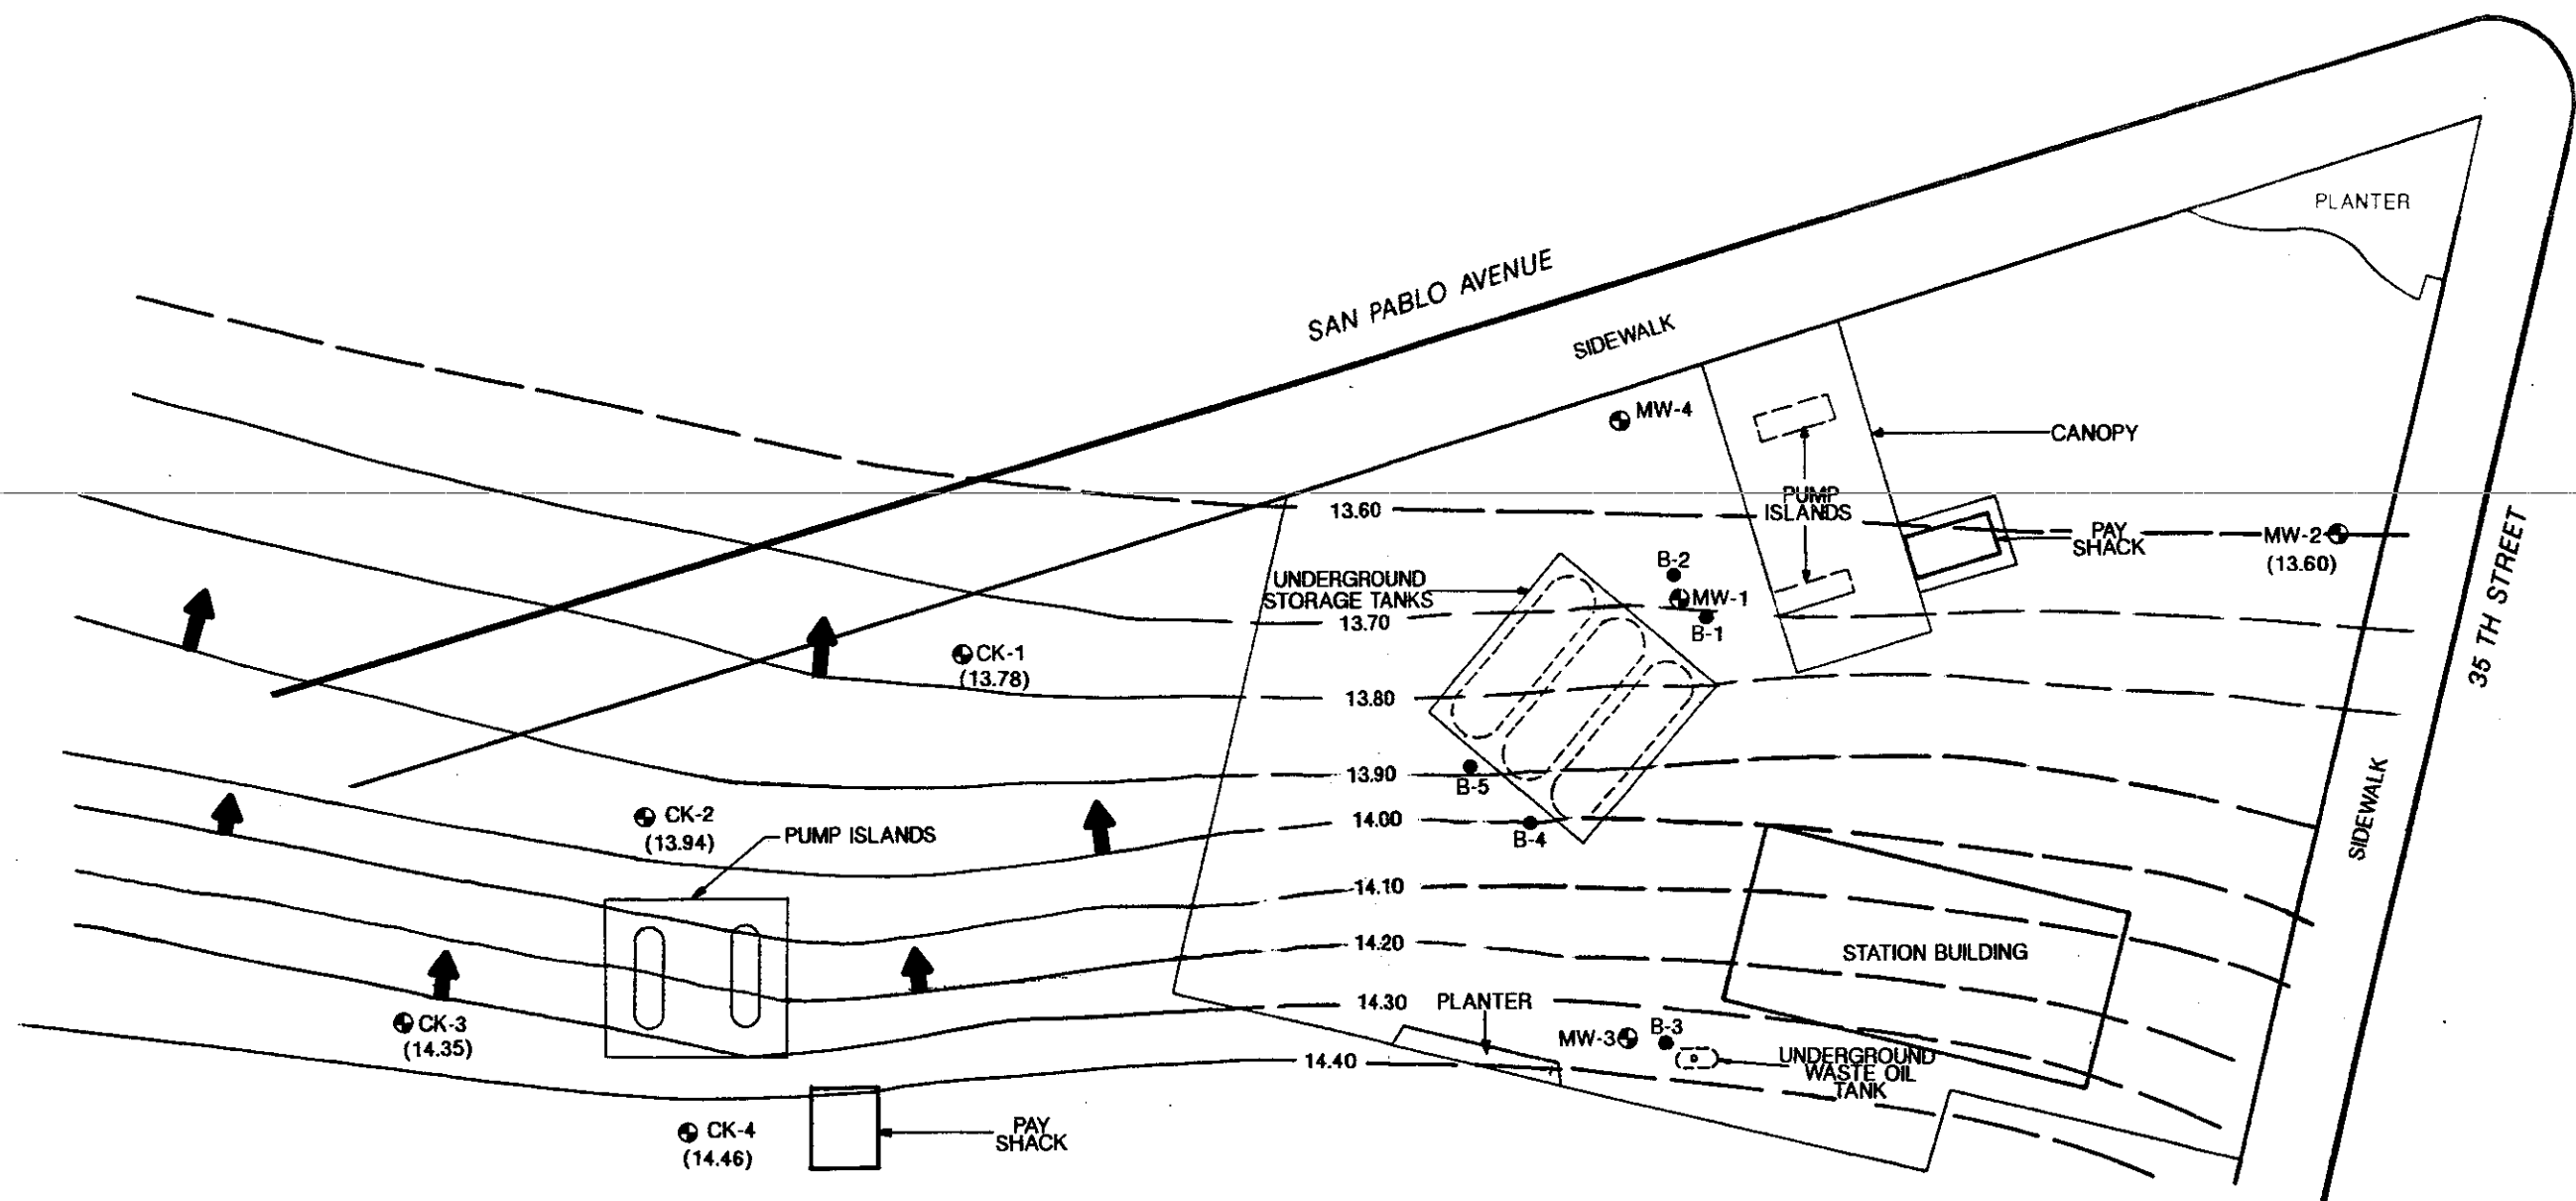 PLANTER
SAN PABLO AVENUE
SIDEWALK
MW-4
CANOPY
PUMP
ISLANDS
13.60
PAY
SHACK
MW-2
(13.60)
35 TH STREET
B-2
UNDERGROUND
STORAGE TANKS
MW-1
13.70
B-1
CK-1
(13.78)
13.80
13.90
B-5
SIDEWALK
CK-2
(13.94)
PUMP ISLANDS
14.00
B-4
14.10
14.20
STATION BUILDING
14.30
PLANTER
CK-3
(14.35)
MW-3
B-3
14.40
UNDERGROUND
WASTE OIL
TANK
CK-4
(14.46)
PAY
SHACK